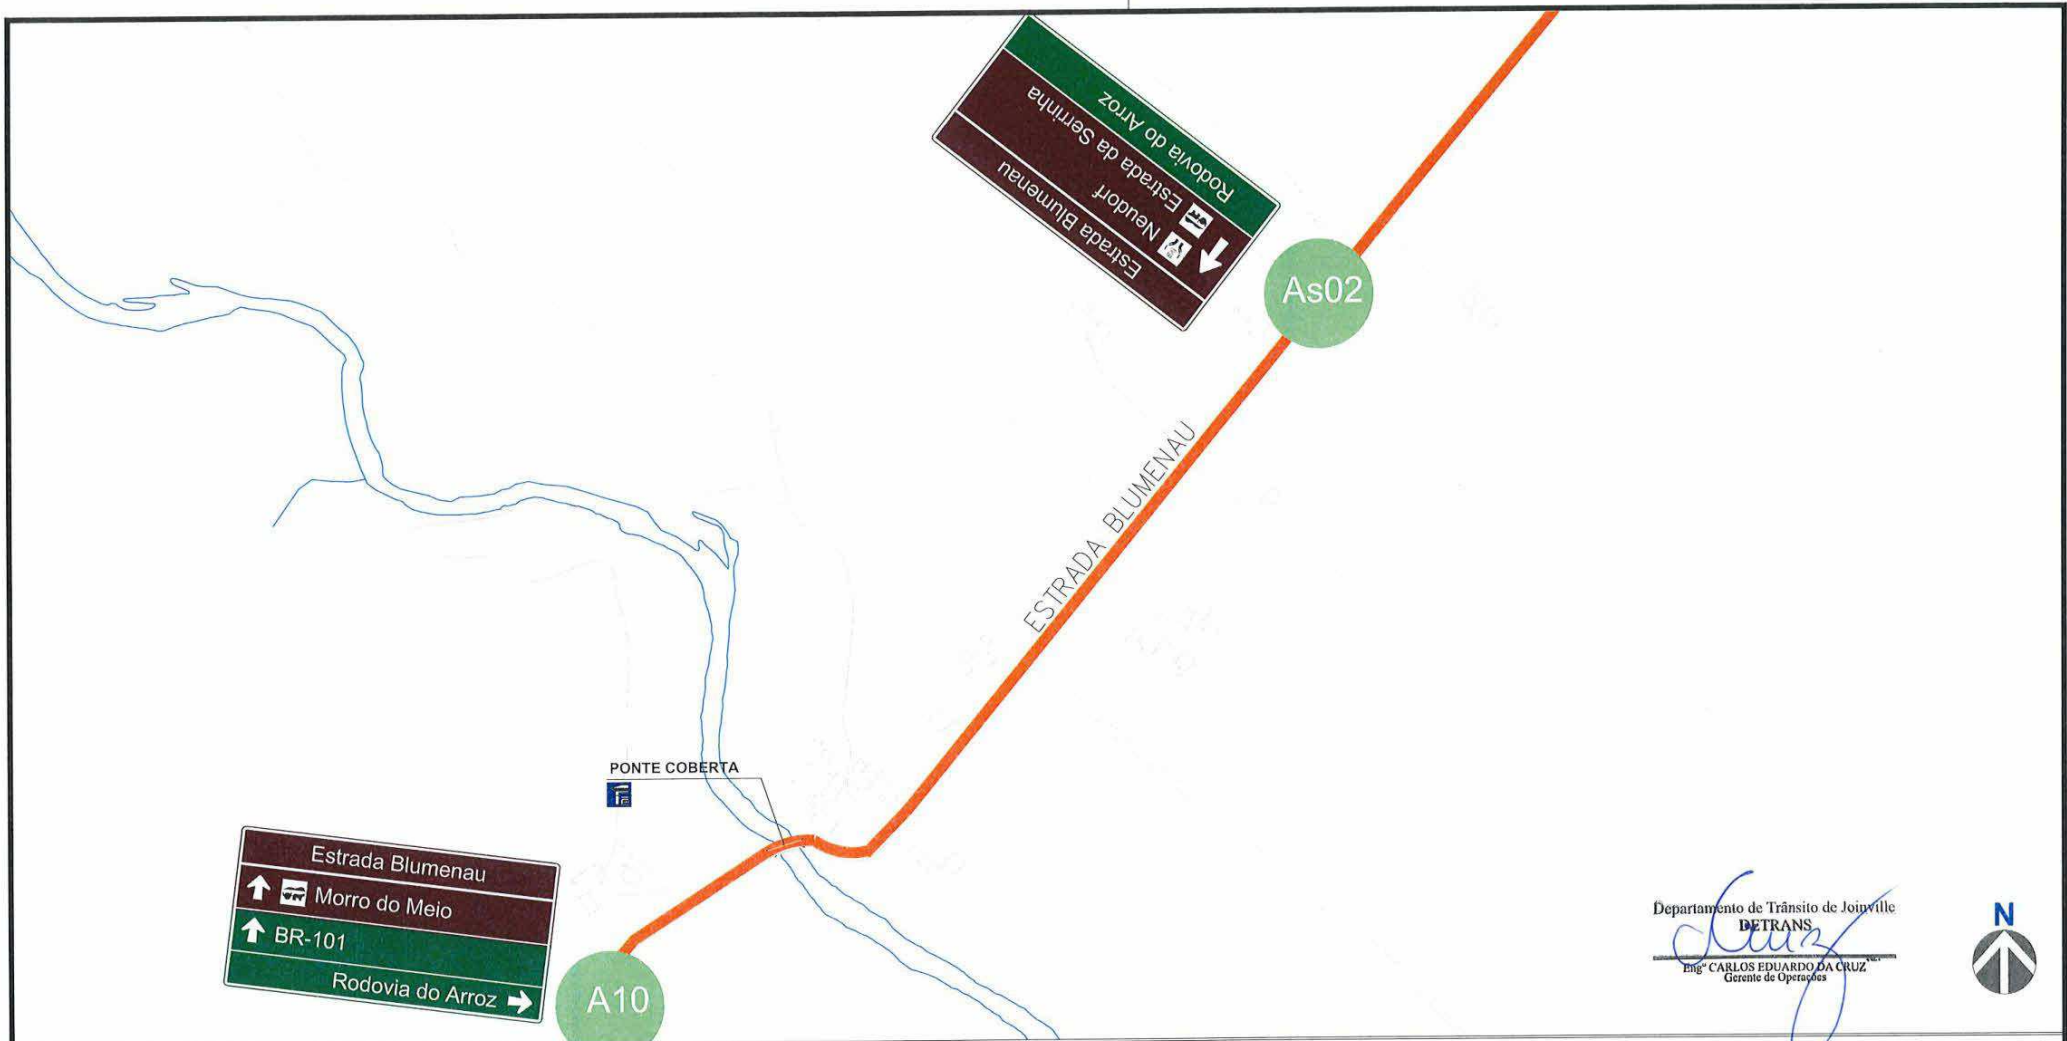 Estrada Blumenau
Neudorf
Estrada da Serrinha
Rodovia do Arroz
As02
ESTRADA BLUMENAU
PONTE COBERTA
Estrada Blumenau
Morro do Meio
BR-101
Rodovia do Arroz
A10
Departamento de Trânsito de Joinville
DETRANS
Engº CARLOS EDUARDO DA CRUZ
Gerente de Operações
N